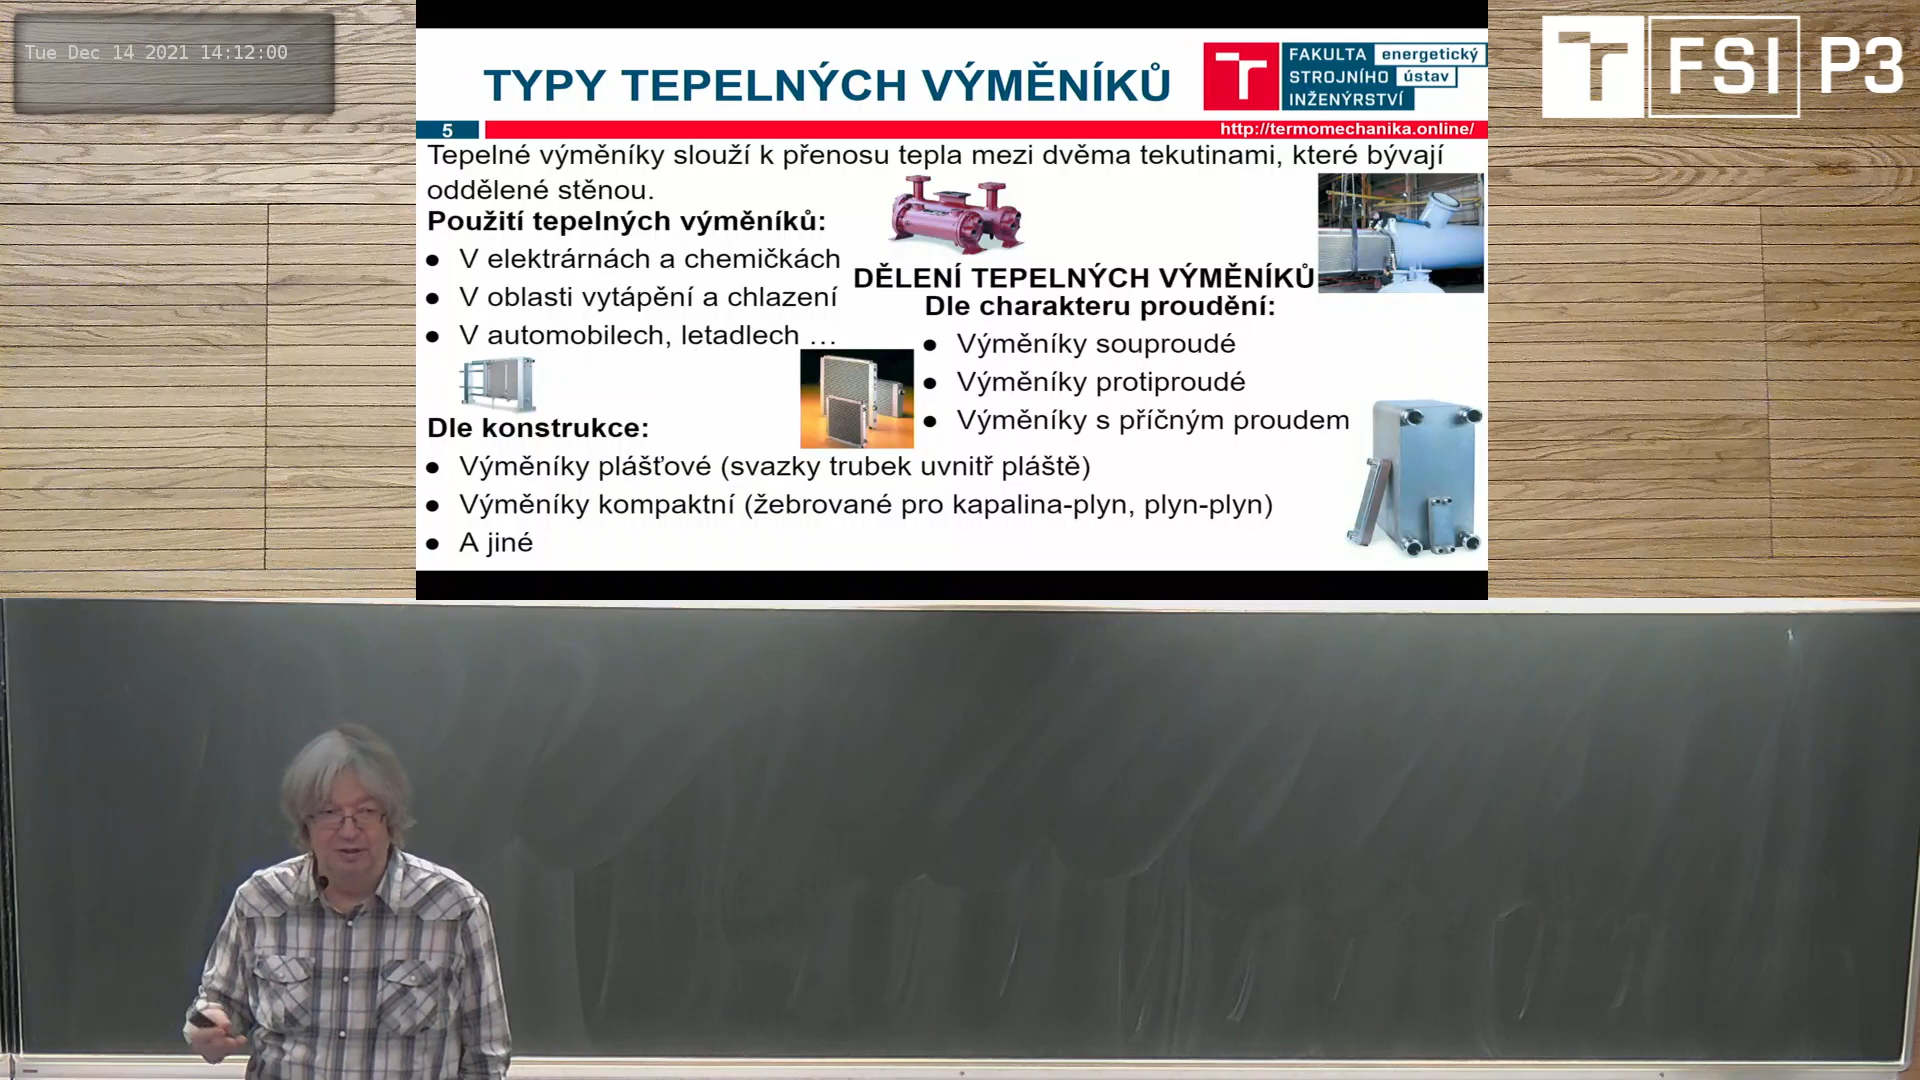 Tue Dec 14 2021 14:12:00
TYPY TEPELNÝCH VÝMĚNÍKŮ
FAKULTA energetický
STROJNÍHO ústav
INŽENÝRSTVÍ
FSI P3
5
http://termomechanika.online/
Tepelné výměníky slouží k přenosu tepla mezi dvěma tekutinami, které bývají
oddělené stěnou.
Použití tepelných výměníků:
● V elektrárnách a chemičkách
● V oblasti vytápění a chlazení
● V automobilech, letadlech …
DĚLENÍ TEPELNÝCH VÝMĚNÍKŮ
Dle charakteru proudění:
● Výměníky souproudé
● Výměníky protiproudé
● Výměníky s příčným proudem
Dle konstrukce:
● Výměníky plášťové (svazky trubek uvnitř pláště)
● Výměníky kompaktní (žebrované pro kapalina-plyn, plyn-plyn)
● A jiné